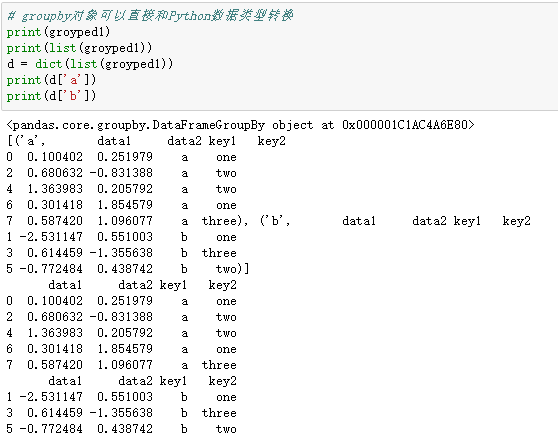 # groupby对象可以直接和Python数据类型转换
print(groyped1)
print(list(groyped1))
d = dict(list(groyped1))
print(d['a'])
print(d['b'])
<pandas.core.groupby.DataFrameGroupBy object at 0x000001C1AC4A6E80>
[('a',       data1     data2 key1   key2
0  0.100402  0.251979    a    one
2  0.680632 -0.831388    a    two
4  1.363983  0.205792    a    two
6  0.301418  1.854579    a    one
7  0.587420  1.096077    a  three), ('b',       data1     data2 key1   key2
1 -2.531147  0.551003    b    one
3  0.614459 -1.355638    b  three
5 -0.772484  0.438742    b    two)]
      data1     data2 key1   key2
0  0.100402  0.251979    a    one
2  0.680632 -0.831388    a    two
4  1.363983  0.205792    a    two
6  0.301418  1.854579    a    one
7  0.587420  1.096077    a  three
      data1     data2 key1   key2
1 -2.531147  0.551003    b    one
3  0.614459 -1.355638    b  three
5 -0.772484  0.438742    b    two